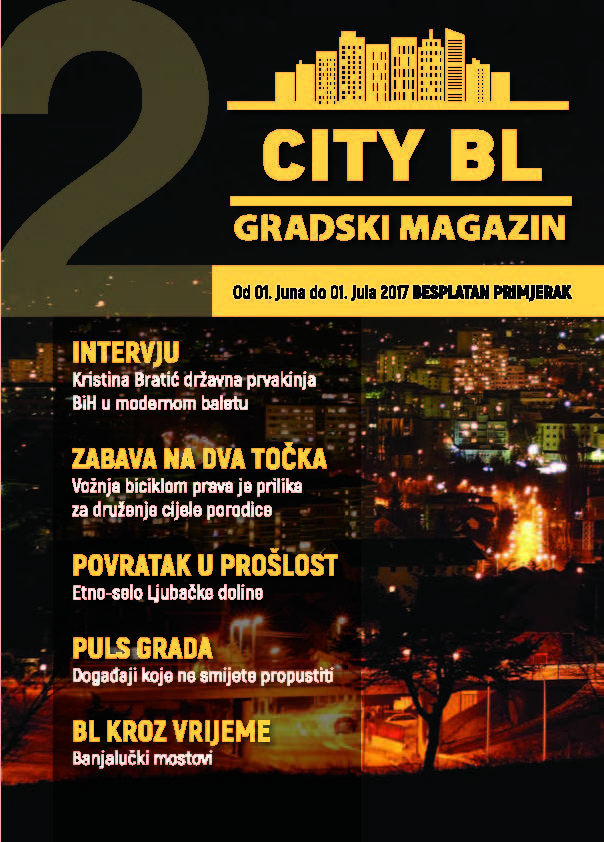 2
CITY BL
GRADSKI MAGAZIN
Od 01. Juna do 01. Jula 2017 BESPLATAN PRIMJERAK
INTERVJU
Kristina Bratić državna prvakinja
BiH u modernom baletu
ZABAVA NA DVA TOČKA
Vožnja biciklom prava je prilika
za druženje cijele porodice
POVRATAK U PROŠLOST
Etno-selo Ljubačke doline
PULS GRADA
Događaji koje ne smijete propustiti
BL KROZ VRIJEME
Banjalučki mostovi